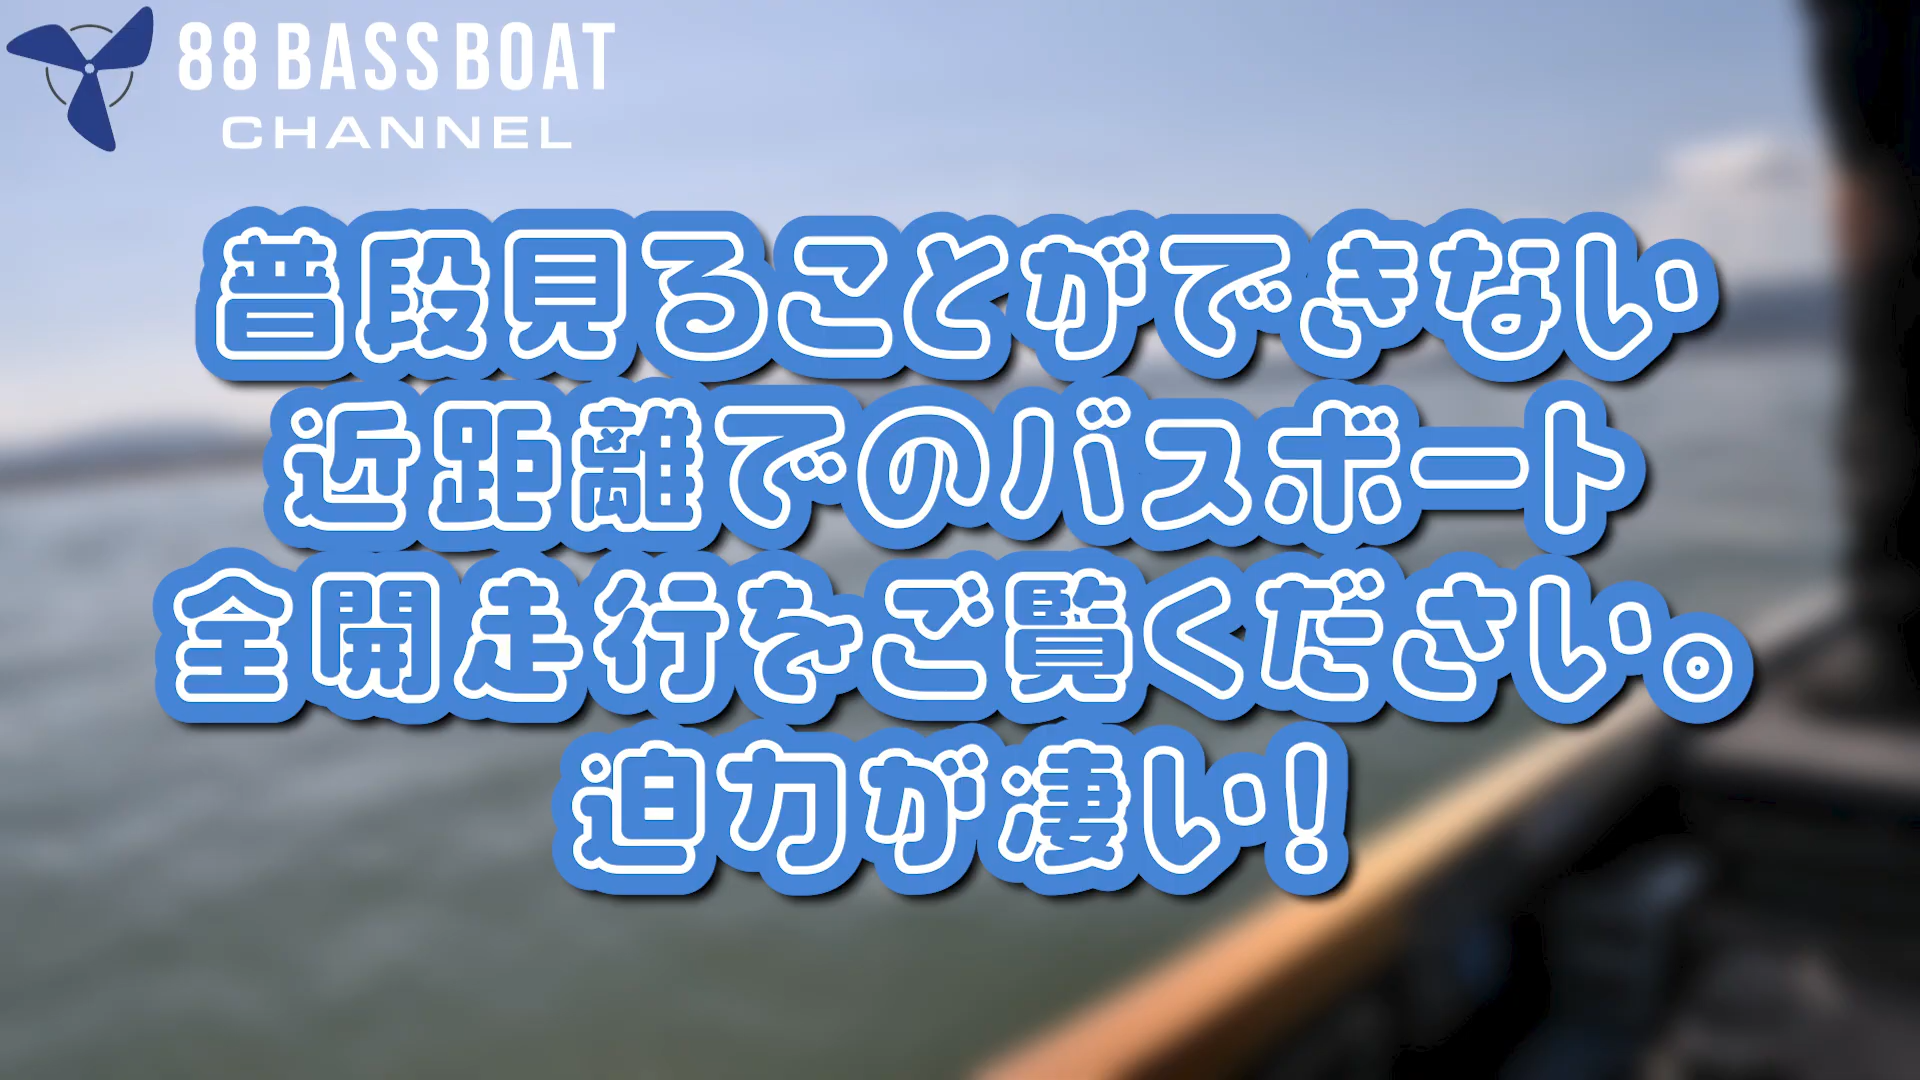 88 BASS BOAT
CHANNEL
普段見ることができない
近距離でのバスボート
全開走行をご覧ください。
迫力が凄い!